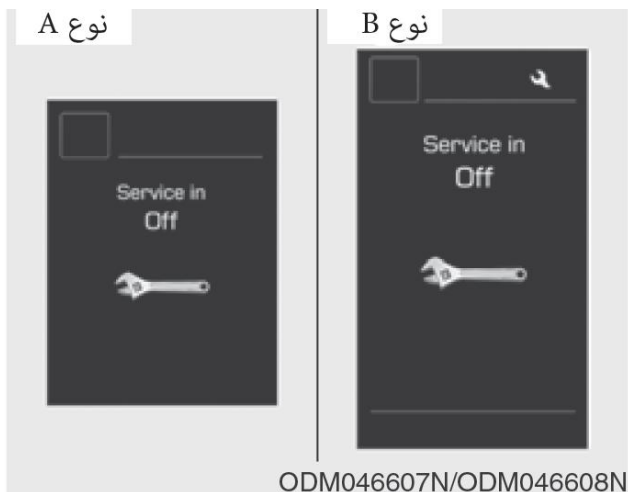 نوع A
نوع B
Service in
Off
Service in
Off
ODM046607N/ODM046608N